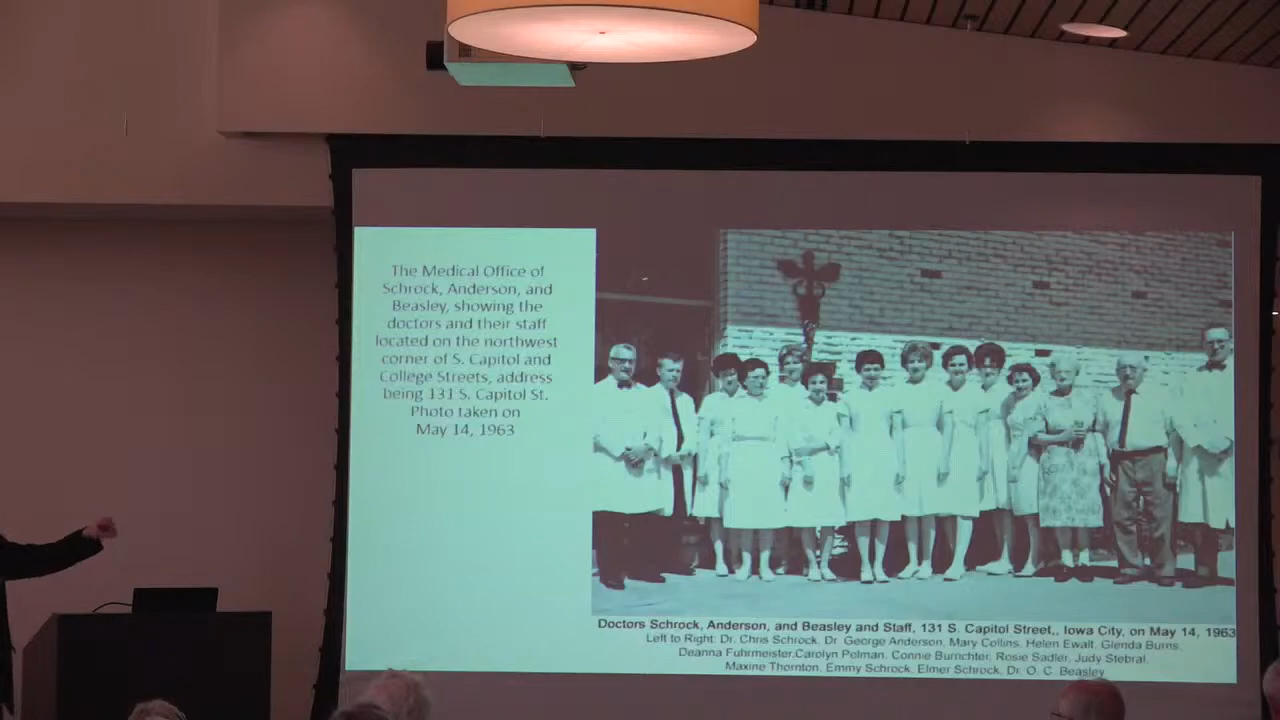 The Medical Office of
Schrock, Anderson, and
Beasley, showing the
doctors and their staff
located on the northwest
corner of S. Capitol and
College Streets, address
being 131 S. Capitol St.
Photo taken on
May 14, 1963
Doctors Schrock, Anderson, and Beasley and Staff, 131 S. Capitol Street,, Iowa City, on May 14, 1963
Left to Right: Dr. Chris Schrock, Dr. George Anderson, Mary Collins, Helen Ewalt, Glenda Burns,
Deanna Fuhrmeister, Carolyn Polman, Connie Burrichter, Rosie Sadler, Judy Stebral,
Maxine Thornton, Emmy Schrock, Elmer Schrock, Dr. O. C. Beasley